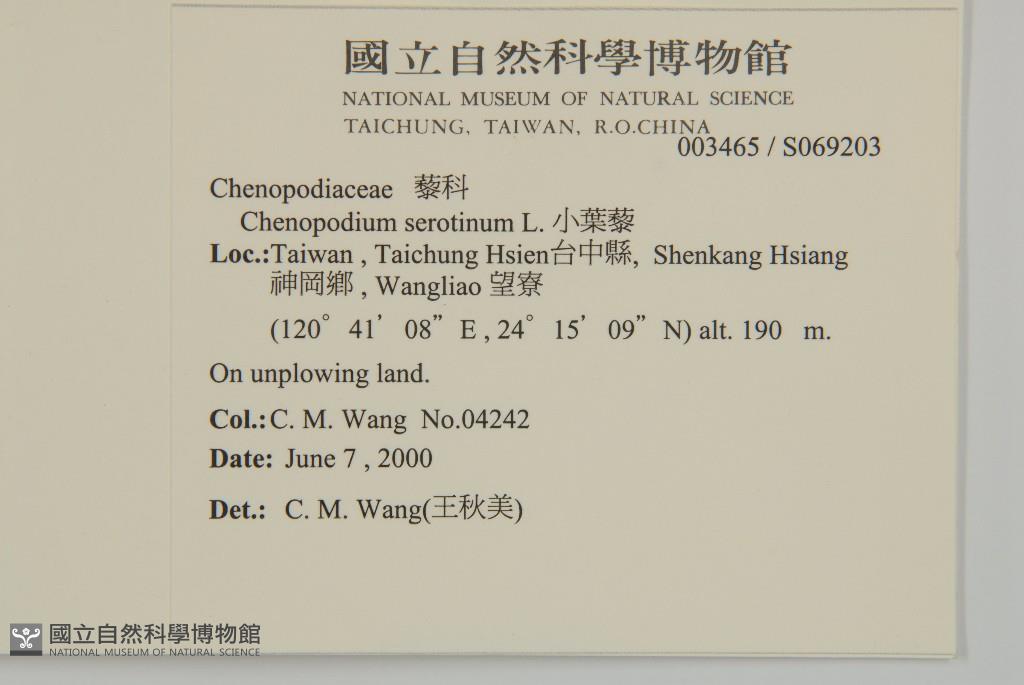 國立自然科學博物館
NATIONAL MUSEUM OF NATURAL SCIENCE
TAICHUNG, TAIWAN, R.O.CHINA
003465 / S069203
Chenopodiaceae 藜科
Chenopodium serotinum L. 小葉藜
Loc.:Taiwan , Taichung Hsien台中縣, Shenkang Hsiang
神岡鄉 , Wangliao 望寮
(120° 41’ 08” E , 24° 15’ 09” N) alt. 190 m.
On unplowing land.
Col.: C. M. Wang No.04242
Date: June 7 , 2000
Det.: C. M. Wang(王秋美)
國立自然科學博物館
NATIONAL MUSEUM OF NATURAL SCIENCE